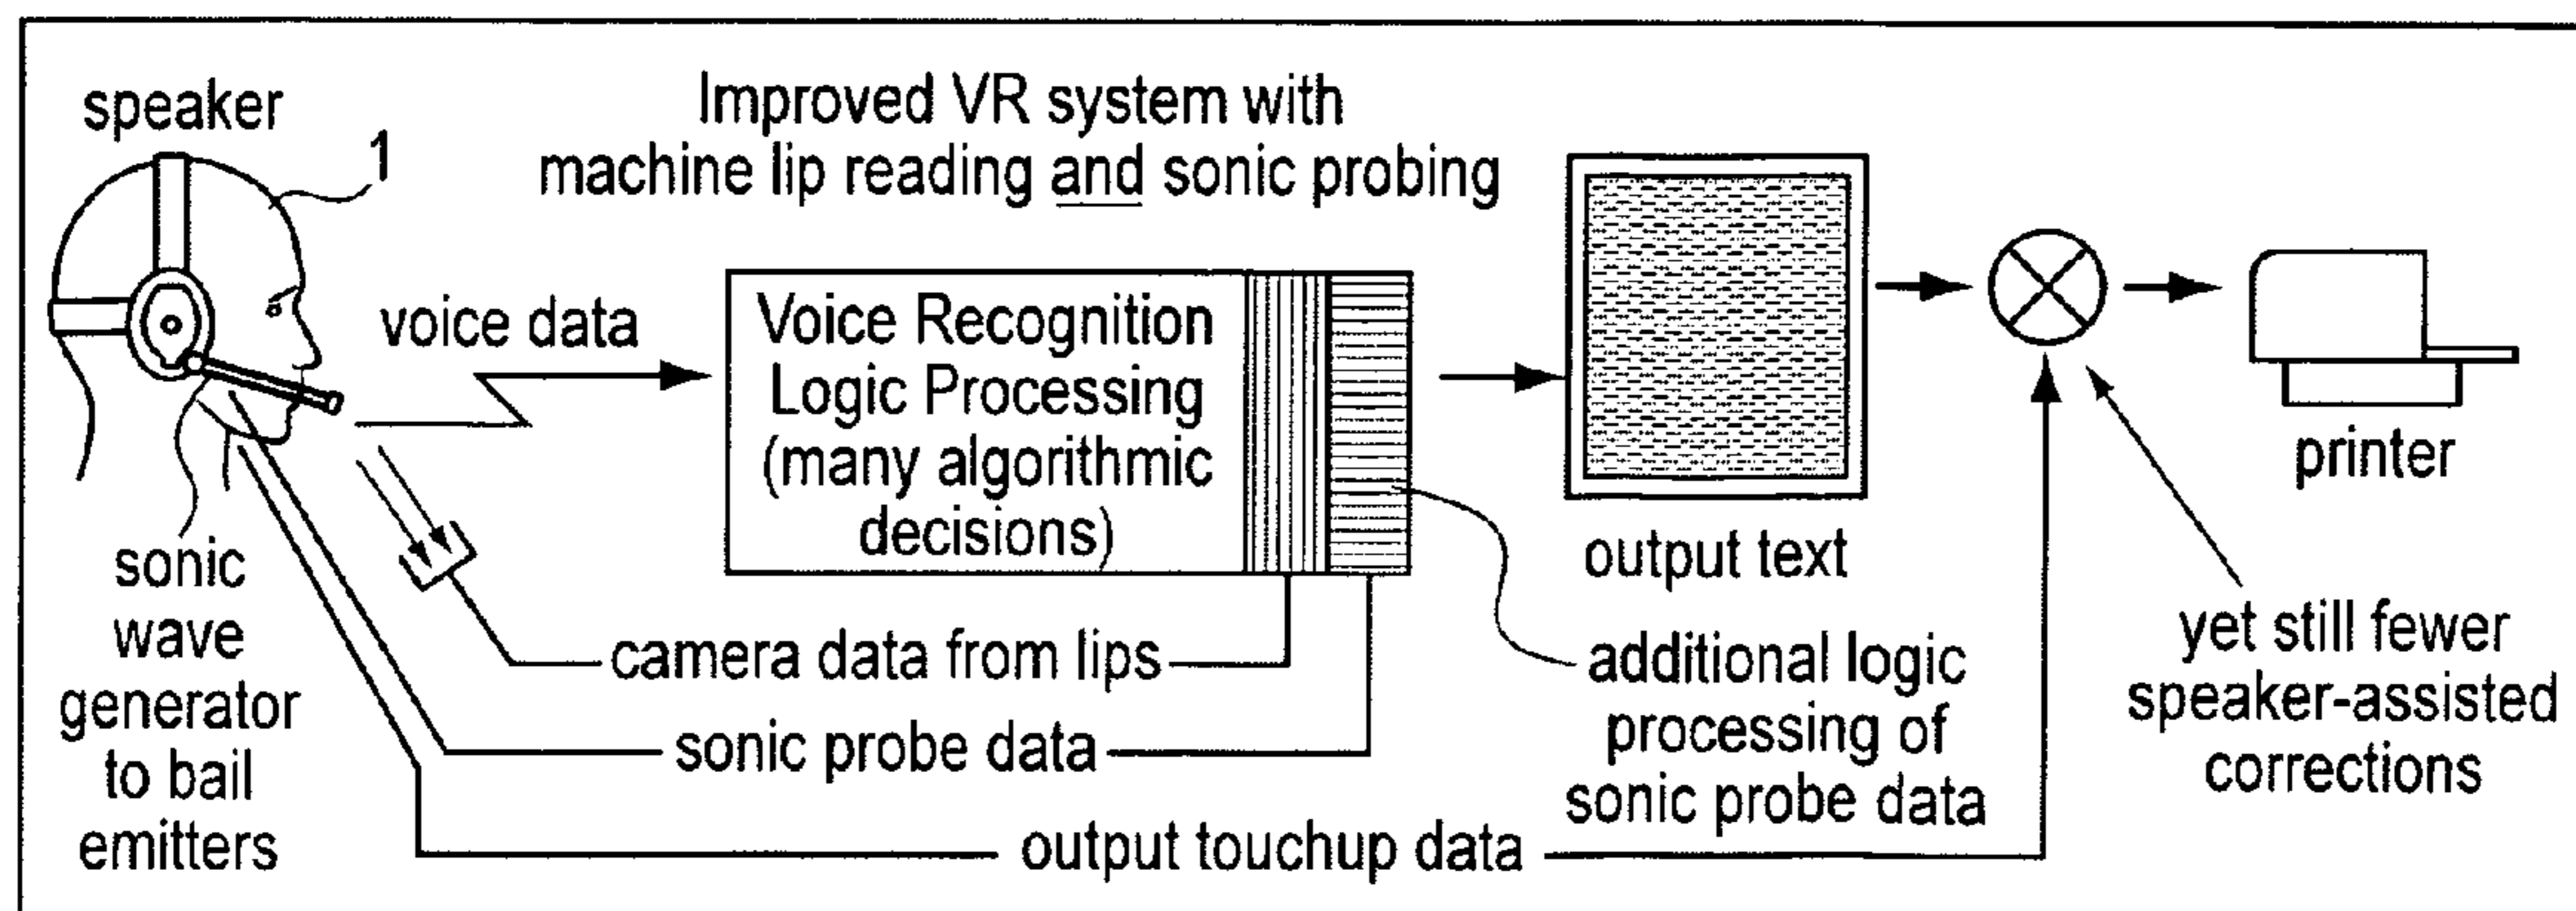 speaker
1
Improved VR system with
machine lip reading and sonic probing
voice data
Voice Recognition
Logic Processing
(many algorithmic
decisions)
sonic
wave
generator
to bail
emitters
camera data from lips
sonic probe data
output touchup data
output text
additional logic
processing of
sonic probe data
printer
yet still fewer
speaker-assisted
corrections